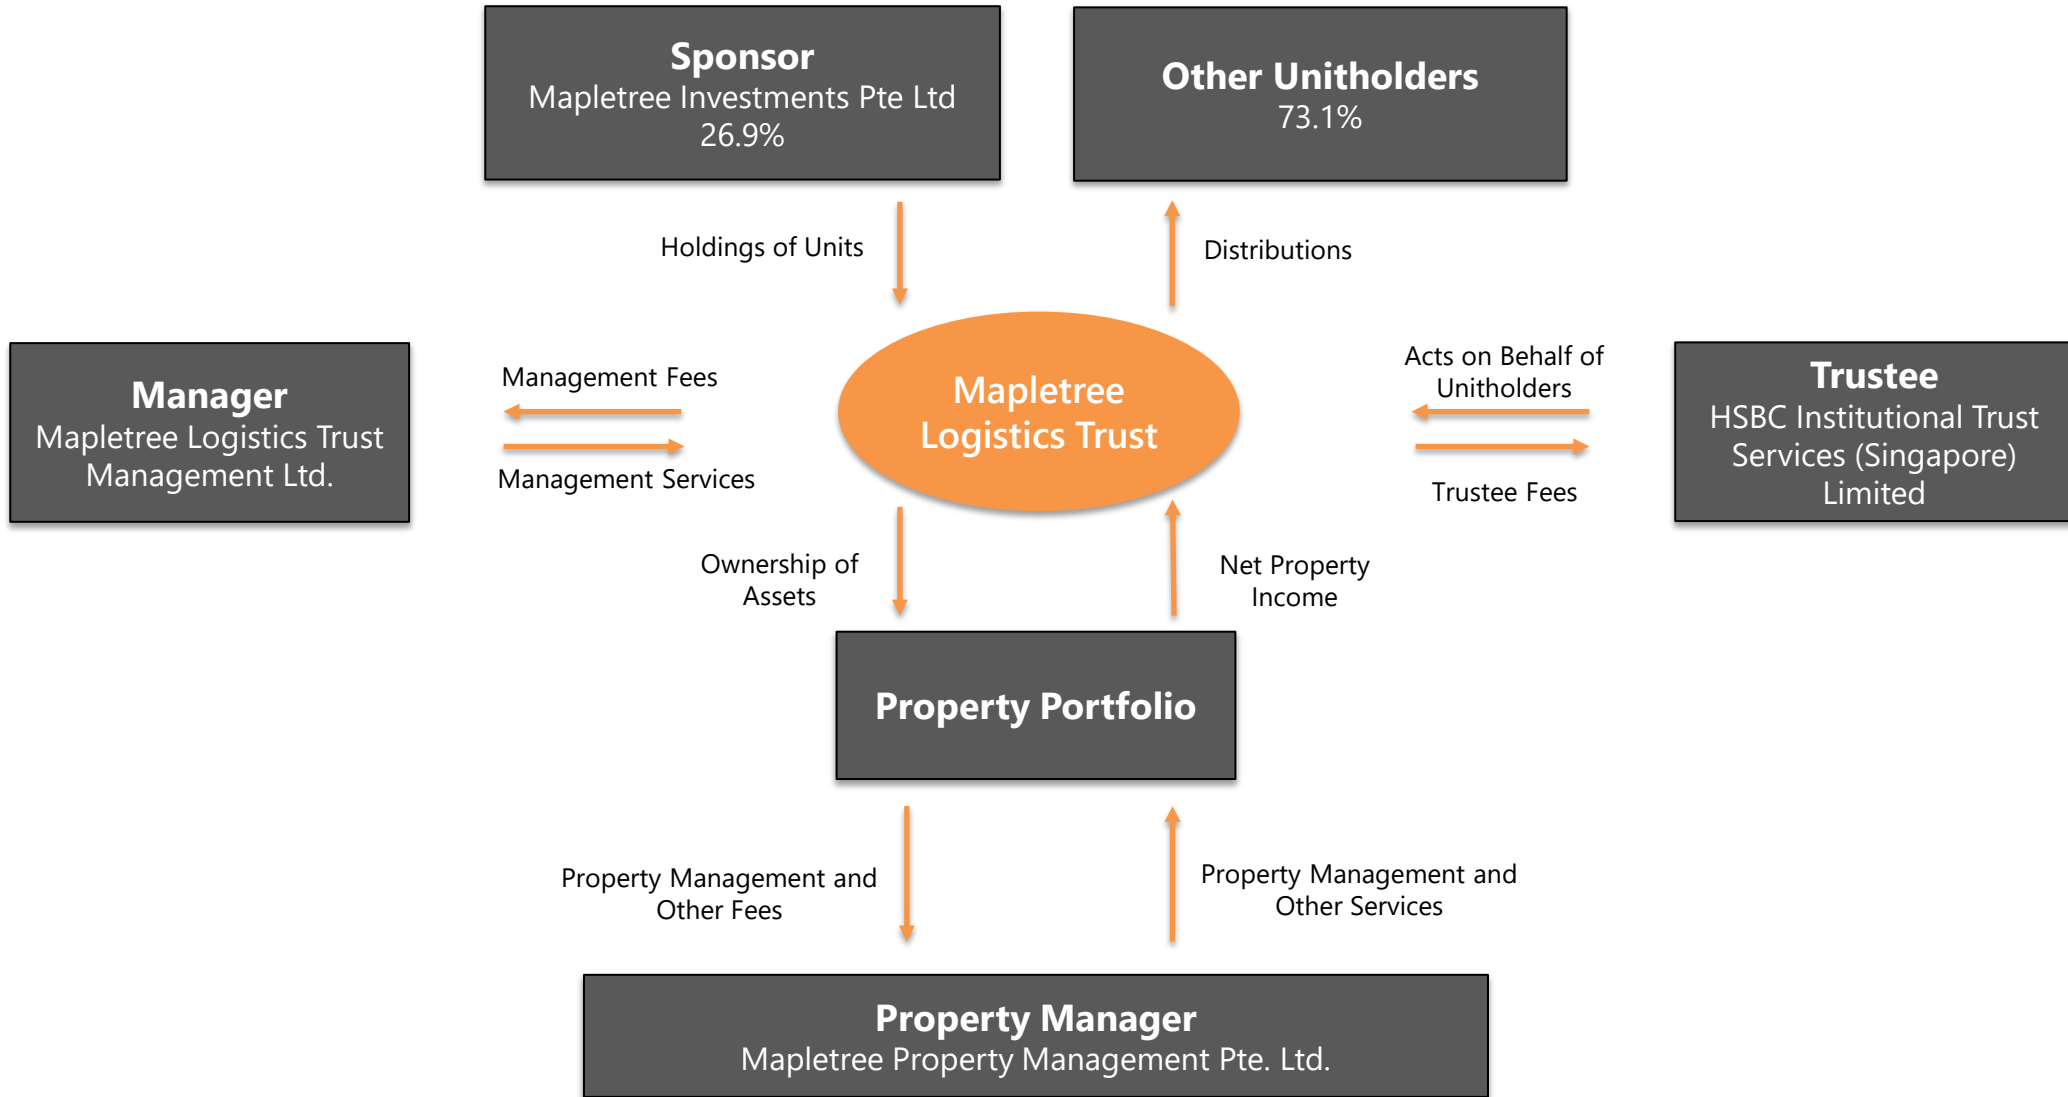 Sponsor
Mapletree Investments Pte Ltd
26.9%
Other Unitholders
73.1%
Holdings of Units
Distributions
Manager
Mapletree Logistics Trust
Management Ltd.
Management Fees
Management Services
Mapletree
Logistics Trust
Acts on Behalf of
Unitholders
Trustee Fees
Trustee
HSBC Institutional Trust
Services (Singapore)
Limited
Ownership of
Assets
Net Property
Income
Property Portfolio
Property Management and
Other Fees
Property Management and
Other Services
Property Manager
Mapletree Property Management Pte. Ltd.